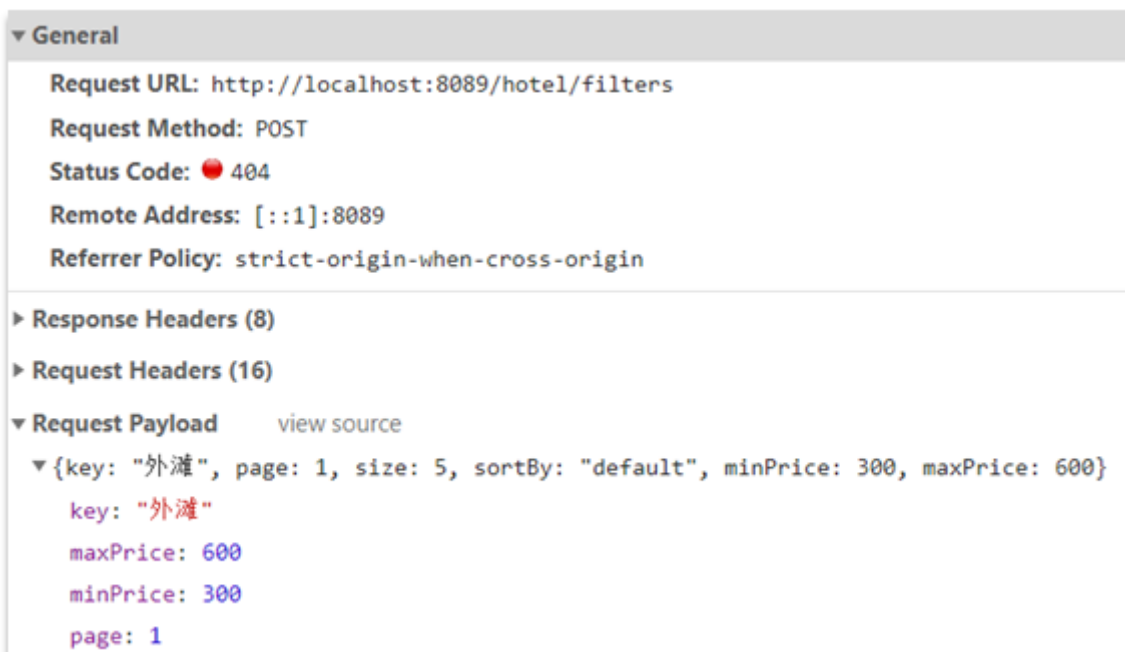 ▼ General
Request URL: http://localhost:8089/hotel/filters
Request Method: POST
Status Code: 404
Remote Address: [::1]:8089
Referrer Policy: strict-origin-when-cross-origin
▶ Response Headers (8)
▶ Request Headers (16)
▼ Request Payload view source
▼ {key: "外滩", page: 1, size: 5, sortBy: "default", minPrice: 300, maxPrice: 600}
key: "外滩"
maxPrice: 600
minPrice: 300
page: 1